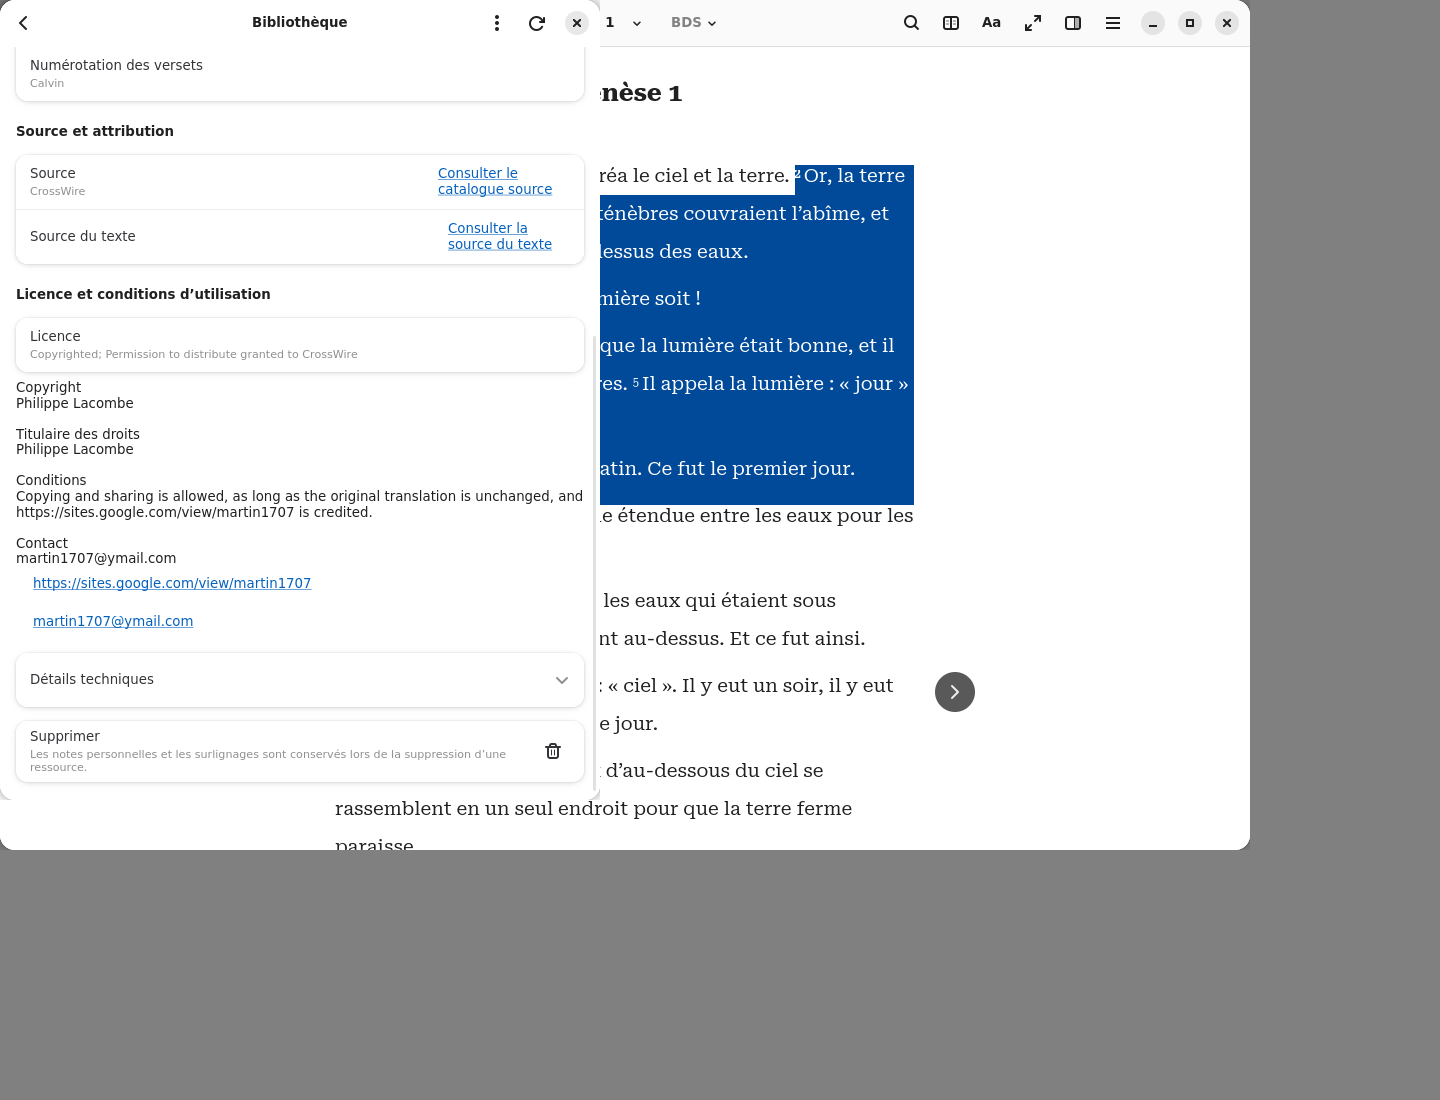 Bibliothèque
Numérotation des versets
Calvin
Source et attribution
Source
CrossWire
Consulter le
catalogue source
Source du texte
Consulter la
source du texte
Licence et conditions d’utilisation
Licence
Copyrighted; Permission to distribute granted to CrossWire
Copyright
Philippe Lacombe
Titulaire des droits
Philippe Lacombe
Conditions
Copying and sharing is allowed, as long as the original translation is unchanged, and
https://sites.google.com/view/martin1707 is credited.
Contact
martin1707@ymail.com
https://sites.google.com/view/martin1707
martin1707@ymail.com
Détails techniques
Supprimer
Les notes personnelles et les surlignages sont conservés lors de la suppression d’une
ressource.
1 BDS Aa
nèse 1
réa le ciel et la terre. 2 Or, la terre
ténèbres couvraient l’abîme, et
dessus des eaux.
mière soit !
que la lumière était bonne, et il
res. 5 Il appela la lumière : « jour »
atin. Ce fut le premier jour.
e étendue entre les eaux pour les
les eaux qui étaient sous
nt au-dessus. Et ce fut ainsi.
: « ciel ». Il y eut un soir, il y eut
e jour.
d’au-dessous du ciel se
rassemblent en un seul endroit pour que la terre ferme
paraisse